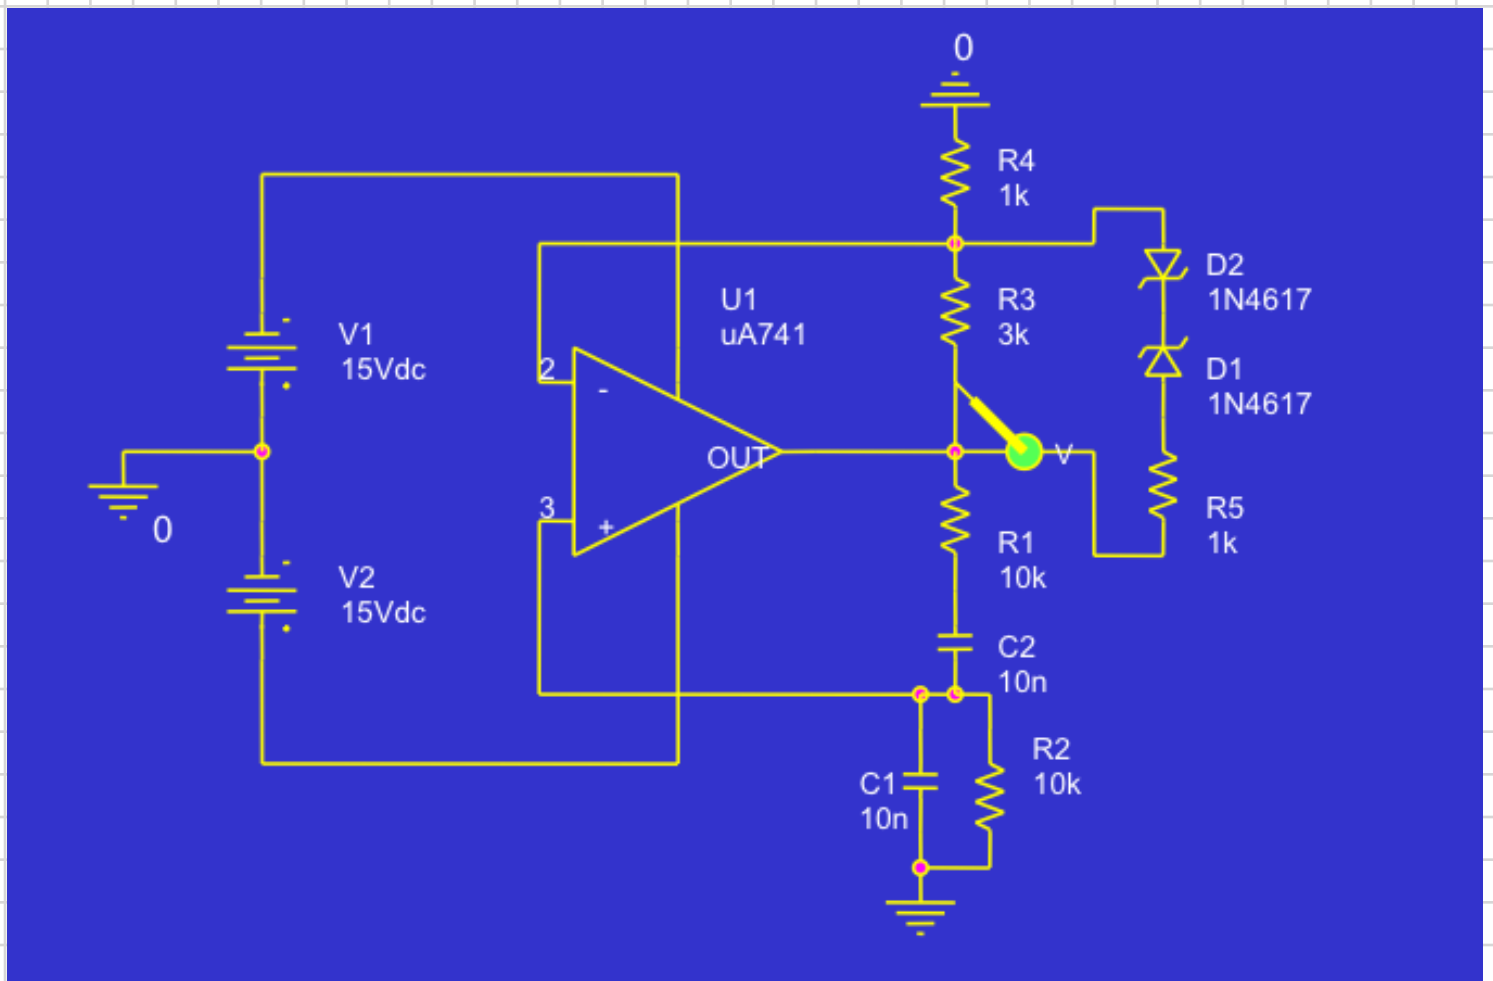 0
R4
1k
D2
1N4617
U1
uA741
R3
3k
V1
15Vdc
-
+
2
-
D1
1N4617
OUT
V
3
+
0
R5
1k
R1
10k
V2
15Vdc
-
+
C2
10n
R2
10k
C1
10n